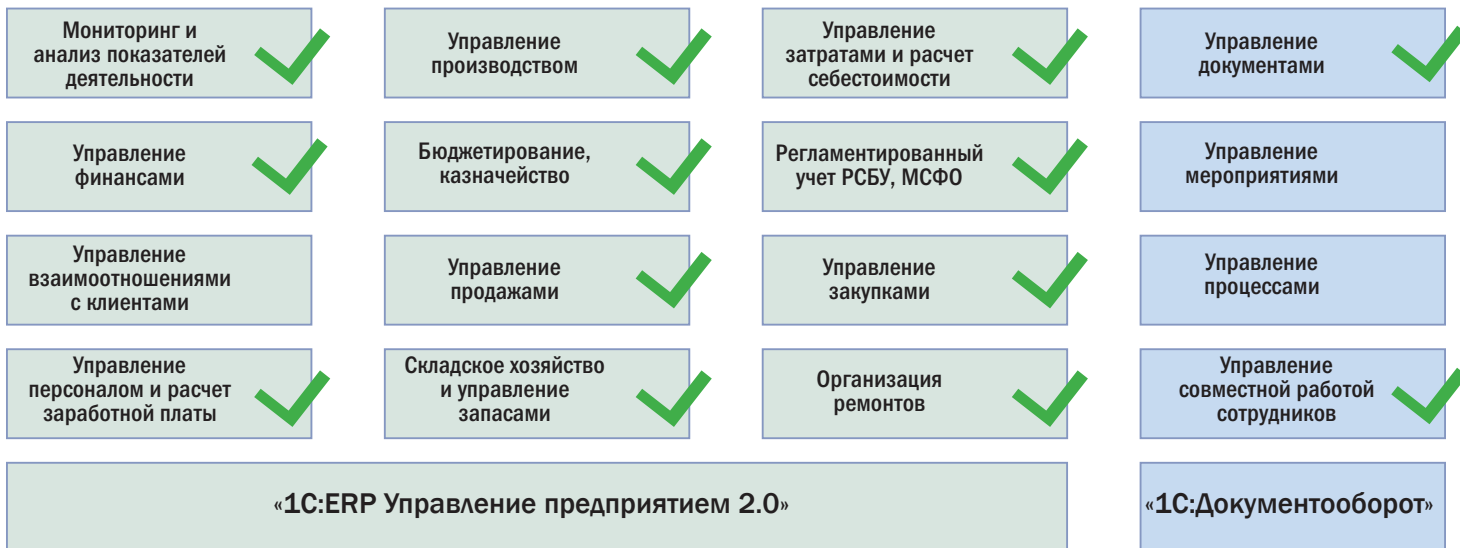 Мониторинг и
анализ показателей
деятельности
Управление
производством
Управление
затратами и расчет
себестоимости
Управление
документами
Управление
финансами
Бюджетирование,
казначейство
Регламентированный
учет РСБУ, МСФО
Управление
мероприятиями
Управление
взаимоотношениями
с клиентами
Управление
продажами
Управление
закупками
Управление
процессами
Управление
персоналом и расчет
заработной платы
Складское хозяйство
и управление
запасами
Организация
ремонтов
Управление
совместной работой
сотрудников
«1С:ERP Управление предприятием 2.0»
«1С:Документооборот»